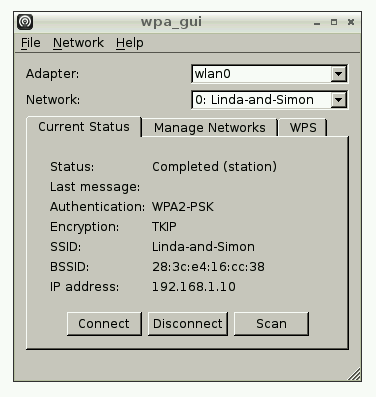 wpa_gui
File Network Help
Adapter: wlan0
Network: 0: Linda-and-Simon
Current Status Manage Networks WPS
Status: Completed (station)
Last message:
Authentication: WPA2-PSK
Encryption: TKIP
SSID: Linda-and-Simon
BSSID: 28:3c:e4:16:cc:38
IP address: 192.168.1.10
Connect Disconnect Scan